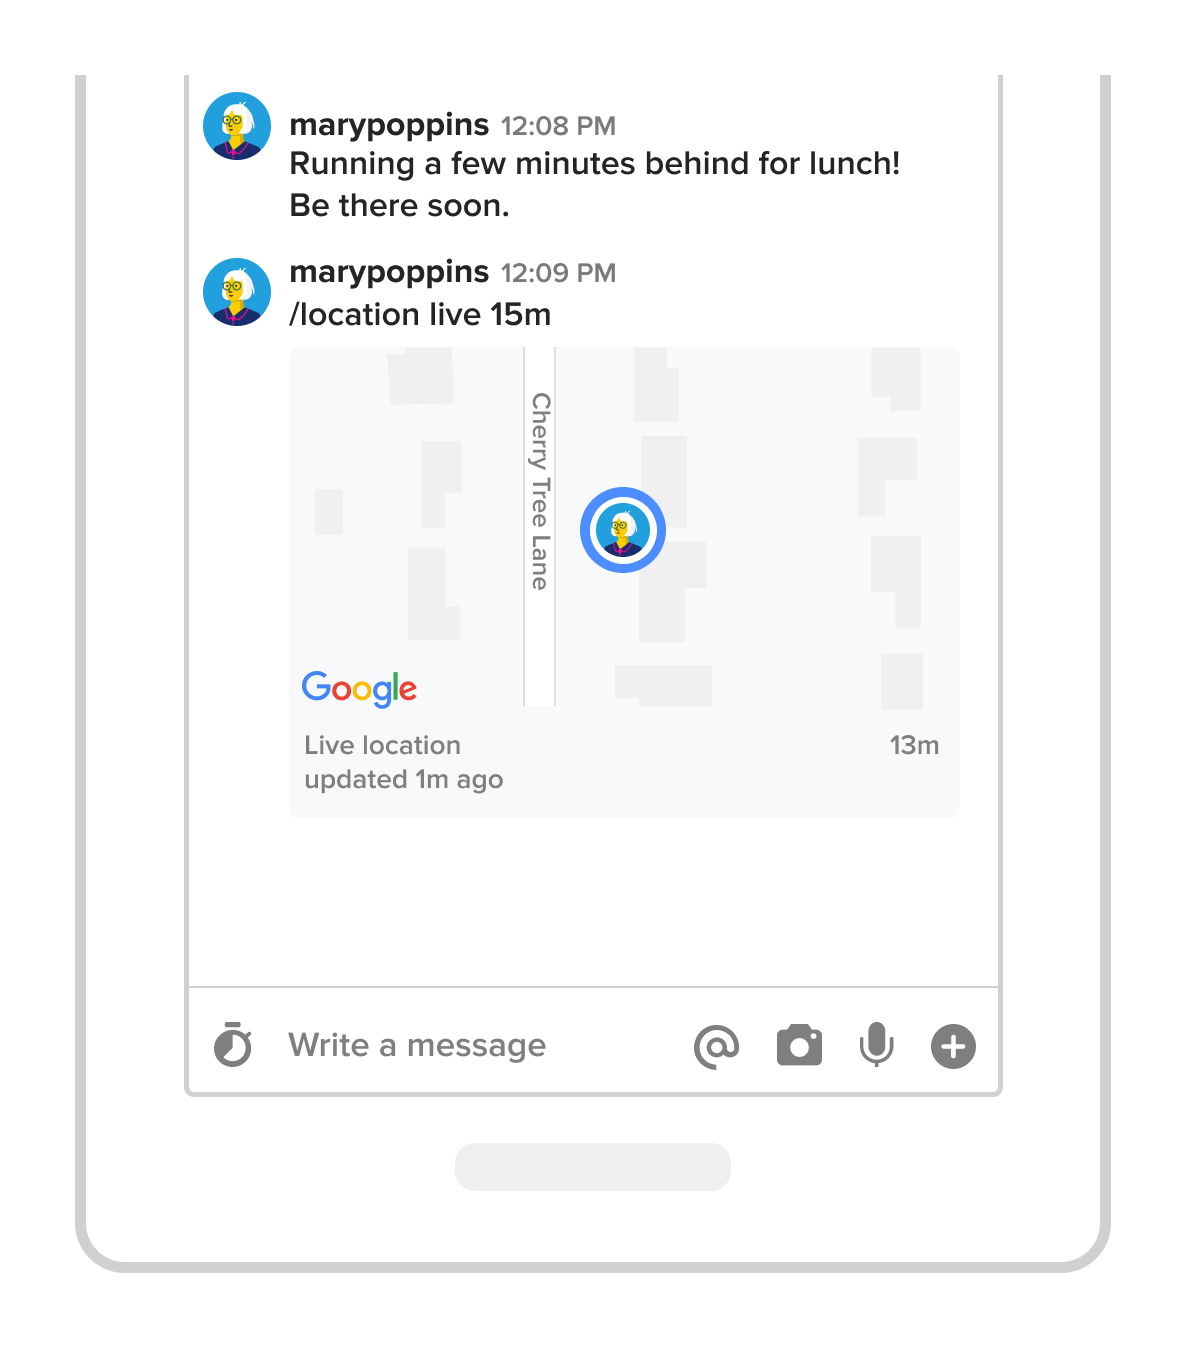 marypoppins 12:08 PM
Running a few minutes behind for lunch!
Be there soon.
marypoppins 12:09 PM
/location live 15m
Cherry Tree Lane
Google
Live location 13m
updated 1m ago
Write a message